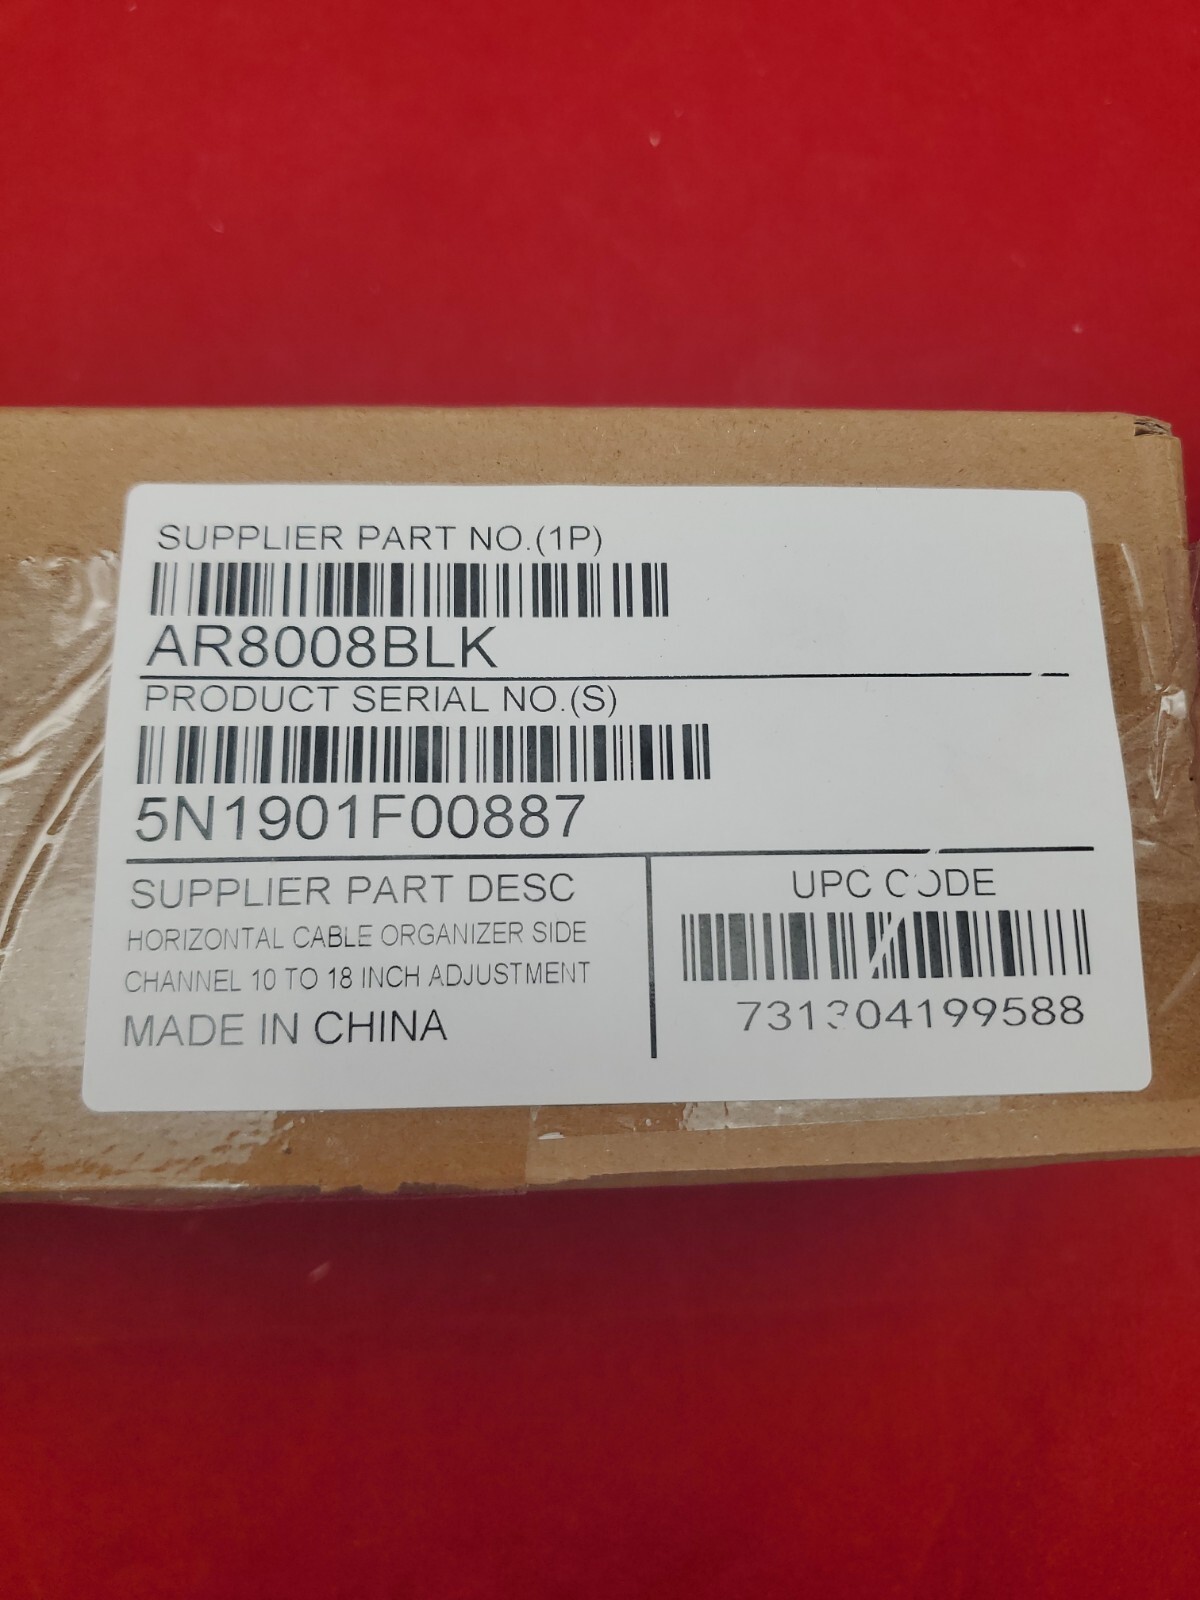 SUPPLIER PART NO.(1P)
AR8008BLK
PRODUCT SERIAL NO.(S)
5N1901F00887
SUPPLIER PART DESC
HORIZONTAL CABLE ORGANIZER SIDE
CHANNEL 10 TO 18 INCH ADJUSTMENT
MADE IN CHINA
UPC CODE
731304199588